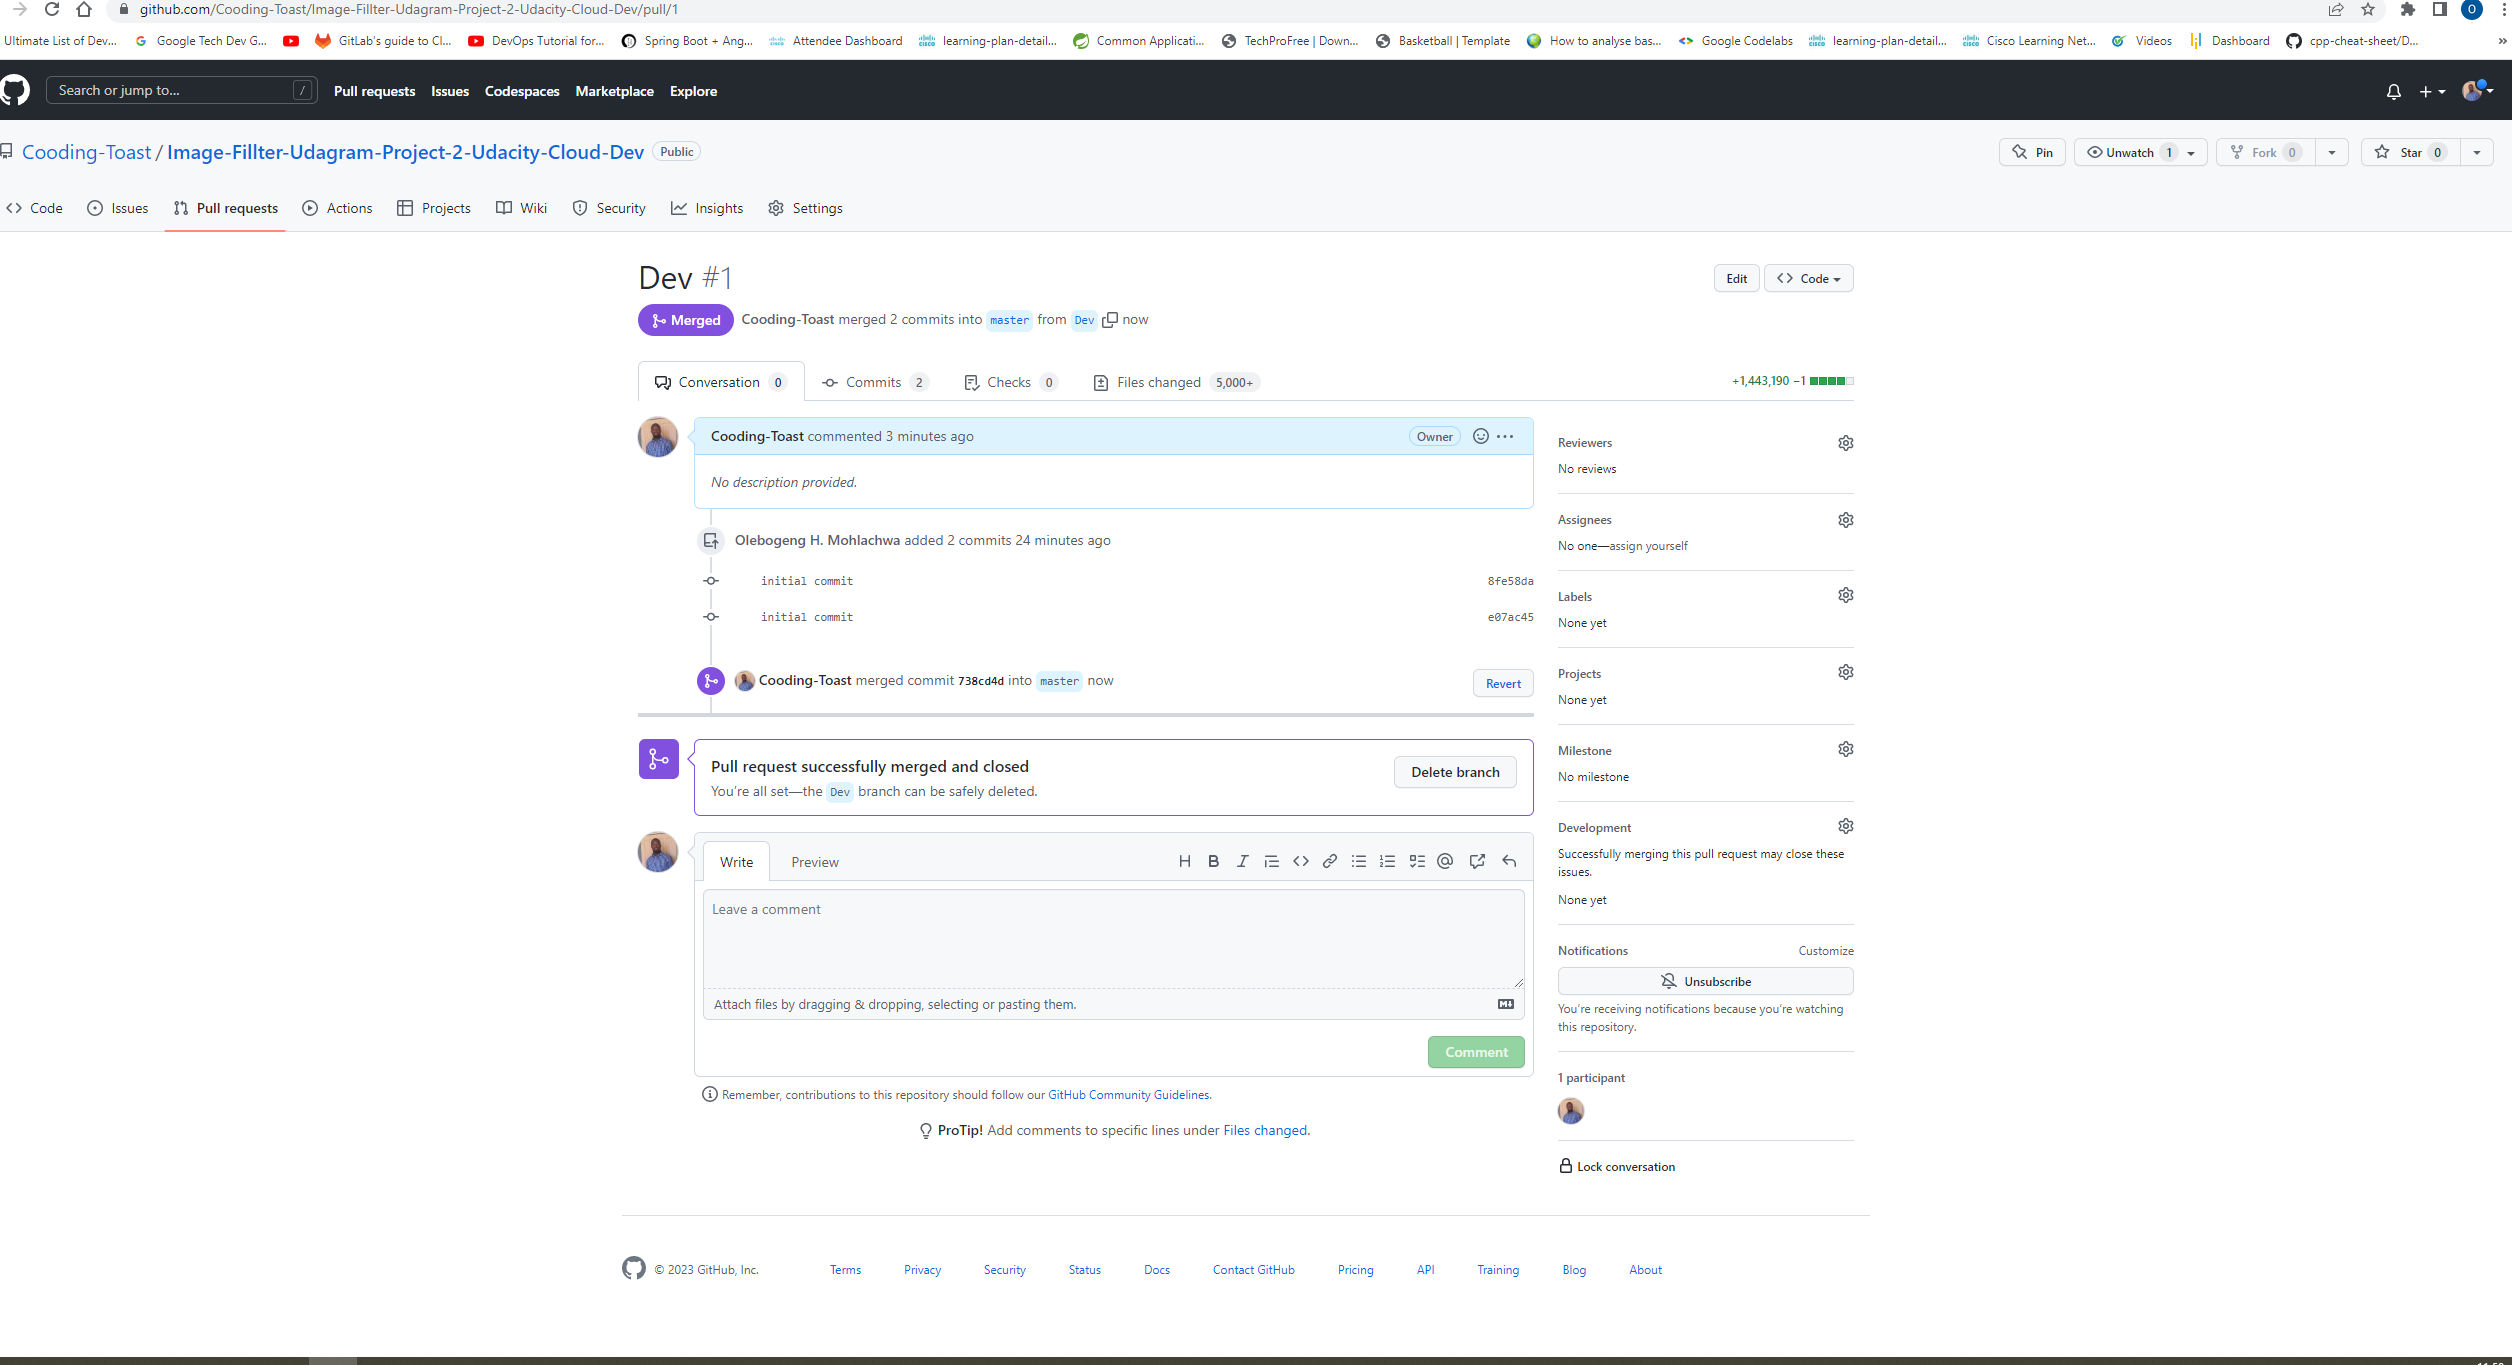 github.com/Cooding-Toast/Image-Fillter-Udagram-Project-2-Udacity-Cloud-Dev/pull/1
O
Ultimate List of Dev... Google Tech Dev G... GitLab's guide to Cl... DevOps Tutorial for... Spring Boot + Ang... Attendee Dashboard learning-plan-detail... Common Applicati... TechProFree | Down... Basketball | Template How to analyse bas... Google Codelabs learning-plan-detail... Cisco Learning Net... Videos Dashboard cpp-cheat-sheet/D... »
Search or jump to... / Pull requests Issues Codespaces Marketplace Explore
Cooding-Toast / Image-Fillter-Udagram-Project-2-Udacity-Cloud-Dev Public Pin Unwatch 1 Fork 0 Star 0
Code Issues Pull requests Actions Projects Wiki Security Insights Settings
Dev #1 Edit Code
Merged Cooding-Toast merged 2 commits into master from Dev now
Conversation 0 Commits 2 Checks 0 Files changed 5,000+ +1,443,190 −1
Cooding-Toast commented 3 minutes ago Owner ...
No description provided.
Olebogeng H. Mohlachwa added 2 commits 24 minutes ago
initial commit 8fe58da
initial commit e07ac45
Cooding-Toast merged commit 738cd4d into master now Revert
Pull request successfully merged and closed
You're all set—the Dev branch can be safely deleted.
Delete branch
Write Preview H B I @
Leave a comment
Attach files by dragging & dropping, selecting or pasting them.
Comment
Remember, contributions to this repository should follow our GitHub Community Guidelines.
ProTip! Add comments to specific lines under Files changed.
Reviewers
No reviews
Assignees
No one—assign yourself
Labels
None yet
Projects
None yet
Milestone
No milestone
Development
Successfully merging this pull request may close these
issues.
None yet
Notifications Customize
Unsubscribe
You're receiving notifications because you're watching
this repository.
1 participant
Lock conversation
© 2023 GitHub, Inc. Terms Privacy Security Status Docs Contact GitHub Pricing API Training Blog About